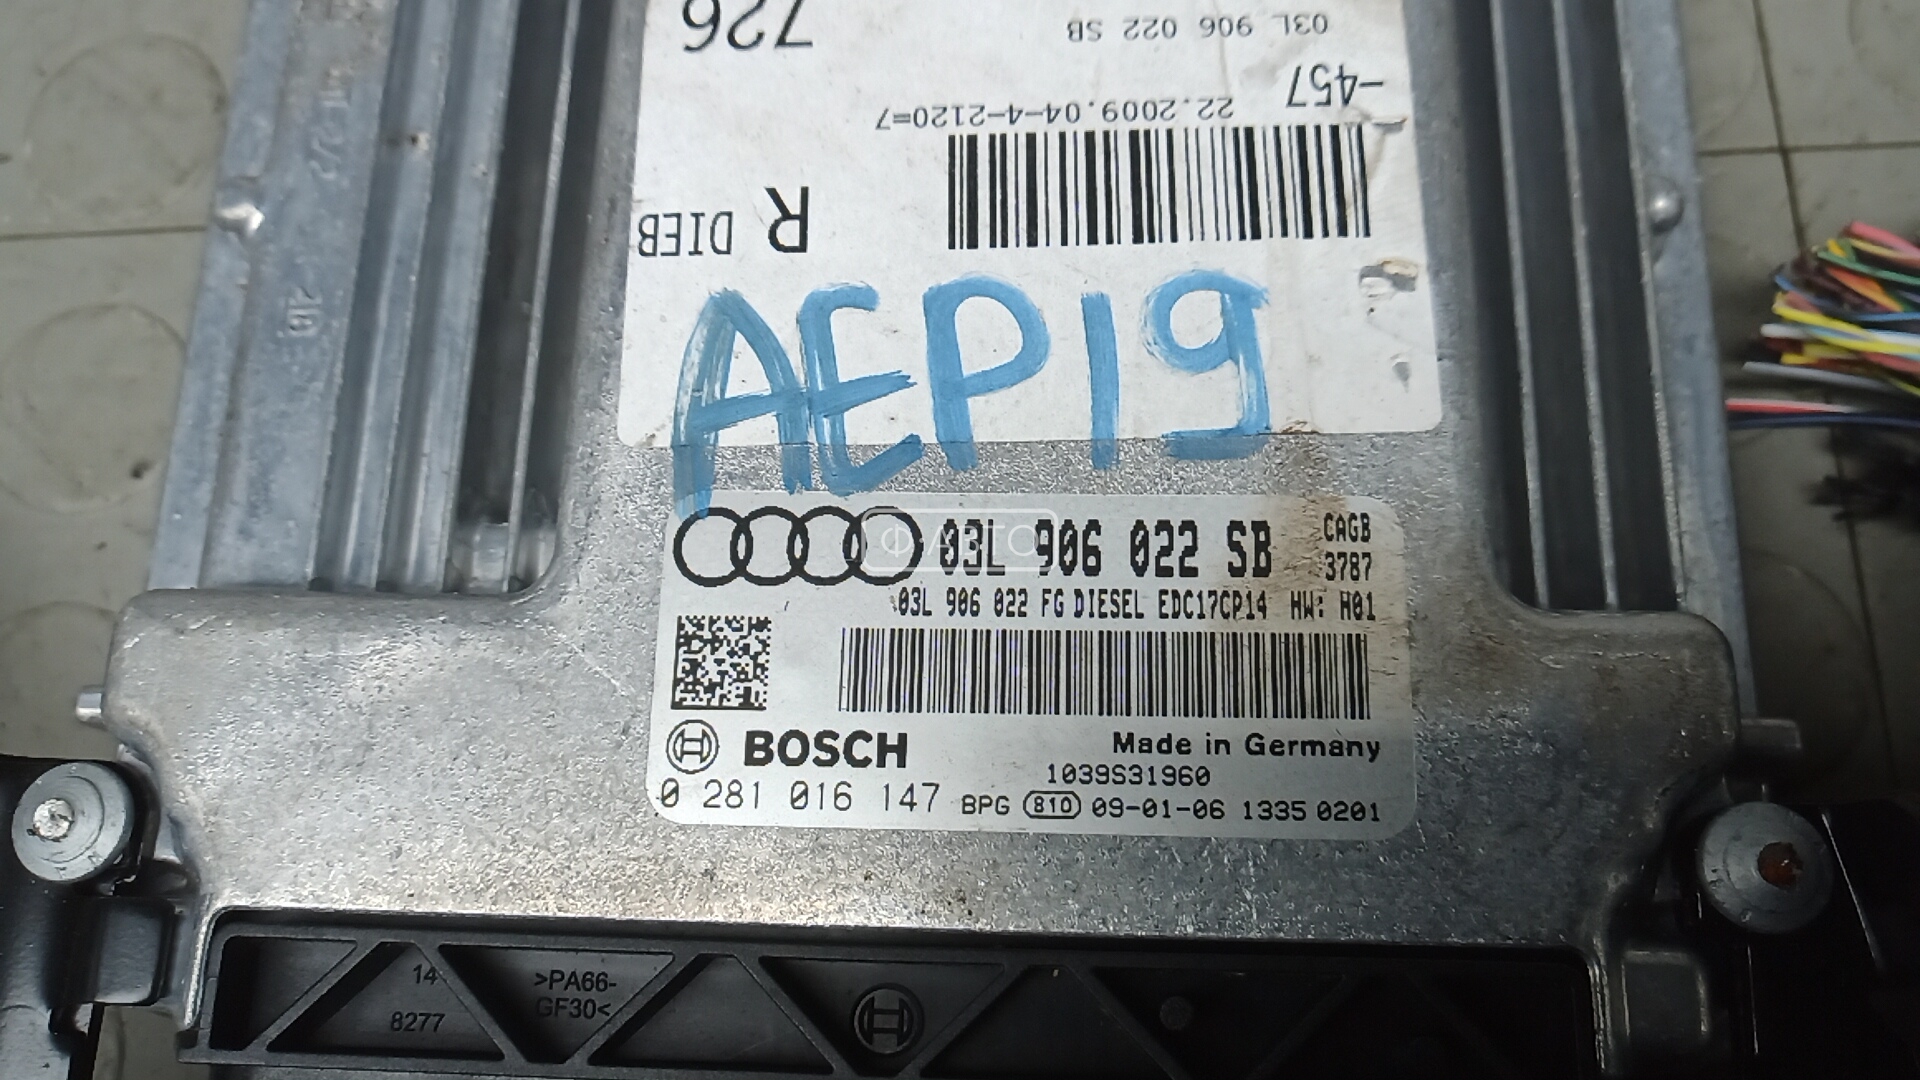 726
03L 906 022 SB
-457
22.2009.04-4-2120=7
R DIEB
AEP19
ФАВТО
03L 906 022 SB CAGB
3787
03L 906 022 FG DIESEL EDC17CP14 HW: H01
BOSCH
Made in Germany
1039S31960
0 281 016 147 BPG 810 09-01-06 1335 0201
14
8277
>PA66-
GF30<